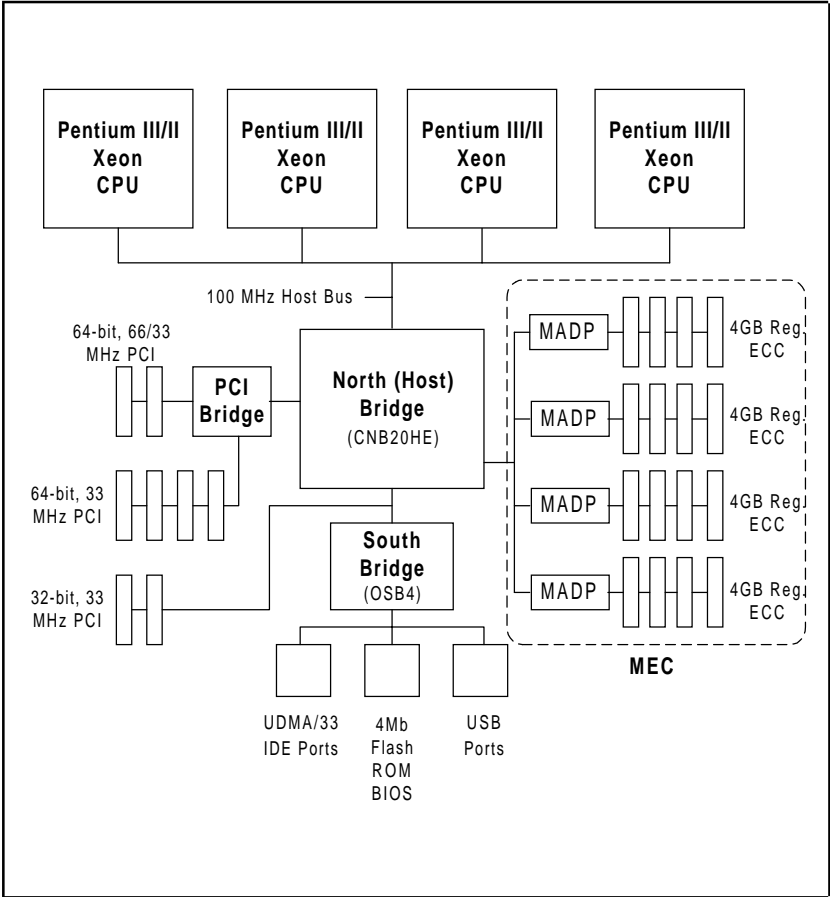 Pentium III/II
Xeon
CPU
Pentium III/II
Xeon
CPU
Pentium III/II
Xeon
CPU
Pentium III/II
Xeon
CPU
100 MHz Host Bus
64-bit, 66/33
MHz PCI
PCI
Bridge
North (Host)
Bridge
(CNB20HE)
MADP
4GB Reg.
ECC
MADP
4GB Reg.
ECC
64-bit, 33
MHz PCI
MADP
4GB Reg.
ECC
South
Bridge
(OSB4)
32-bit, 33
MHz PCI
MADP
4GB Reg.
ECC
MEC
UDMA/33
IDE Ports
4Mb
Flash
ROM
BIOS
USB
Ports